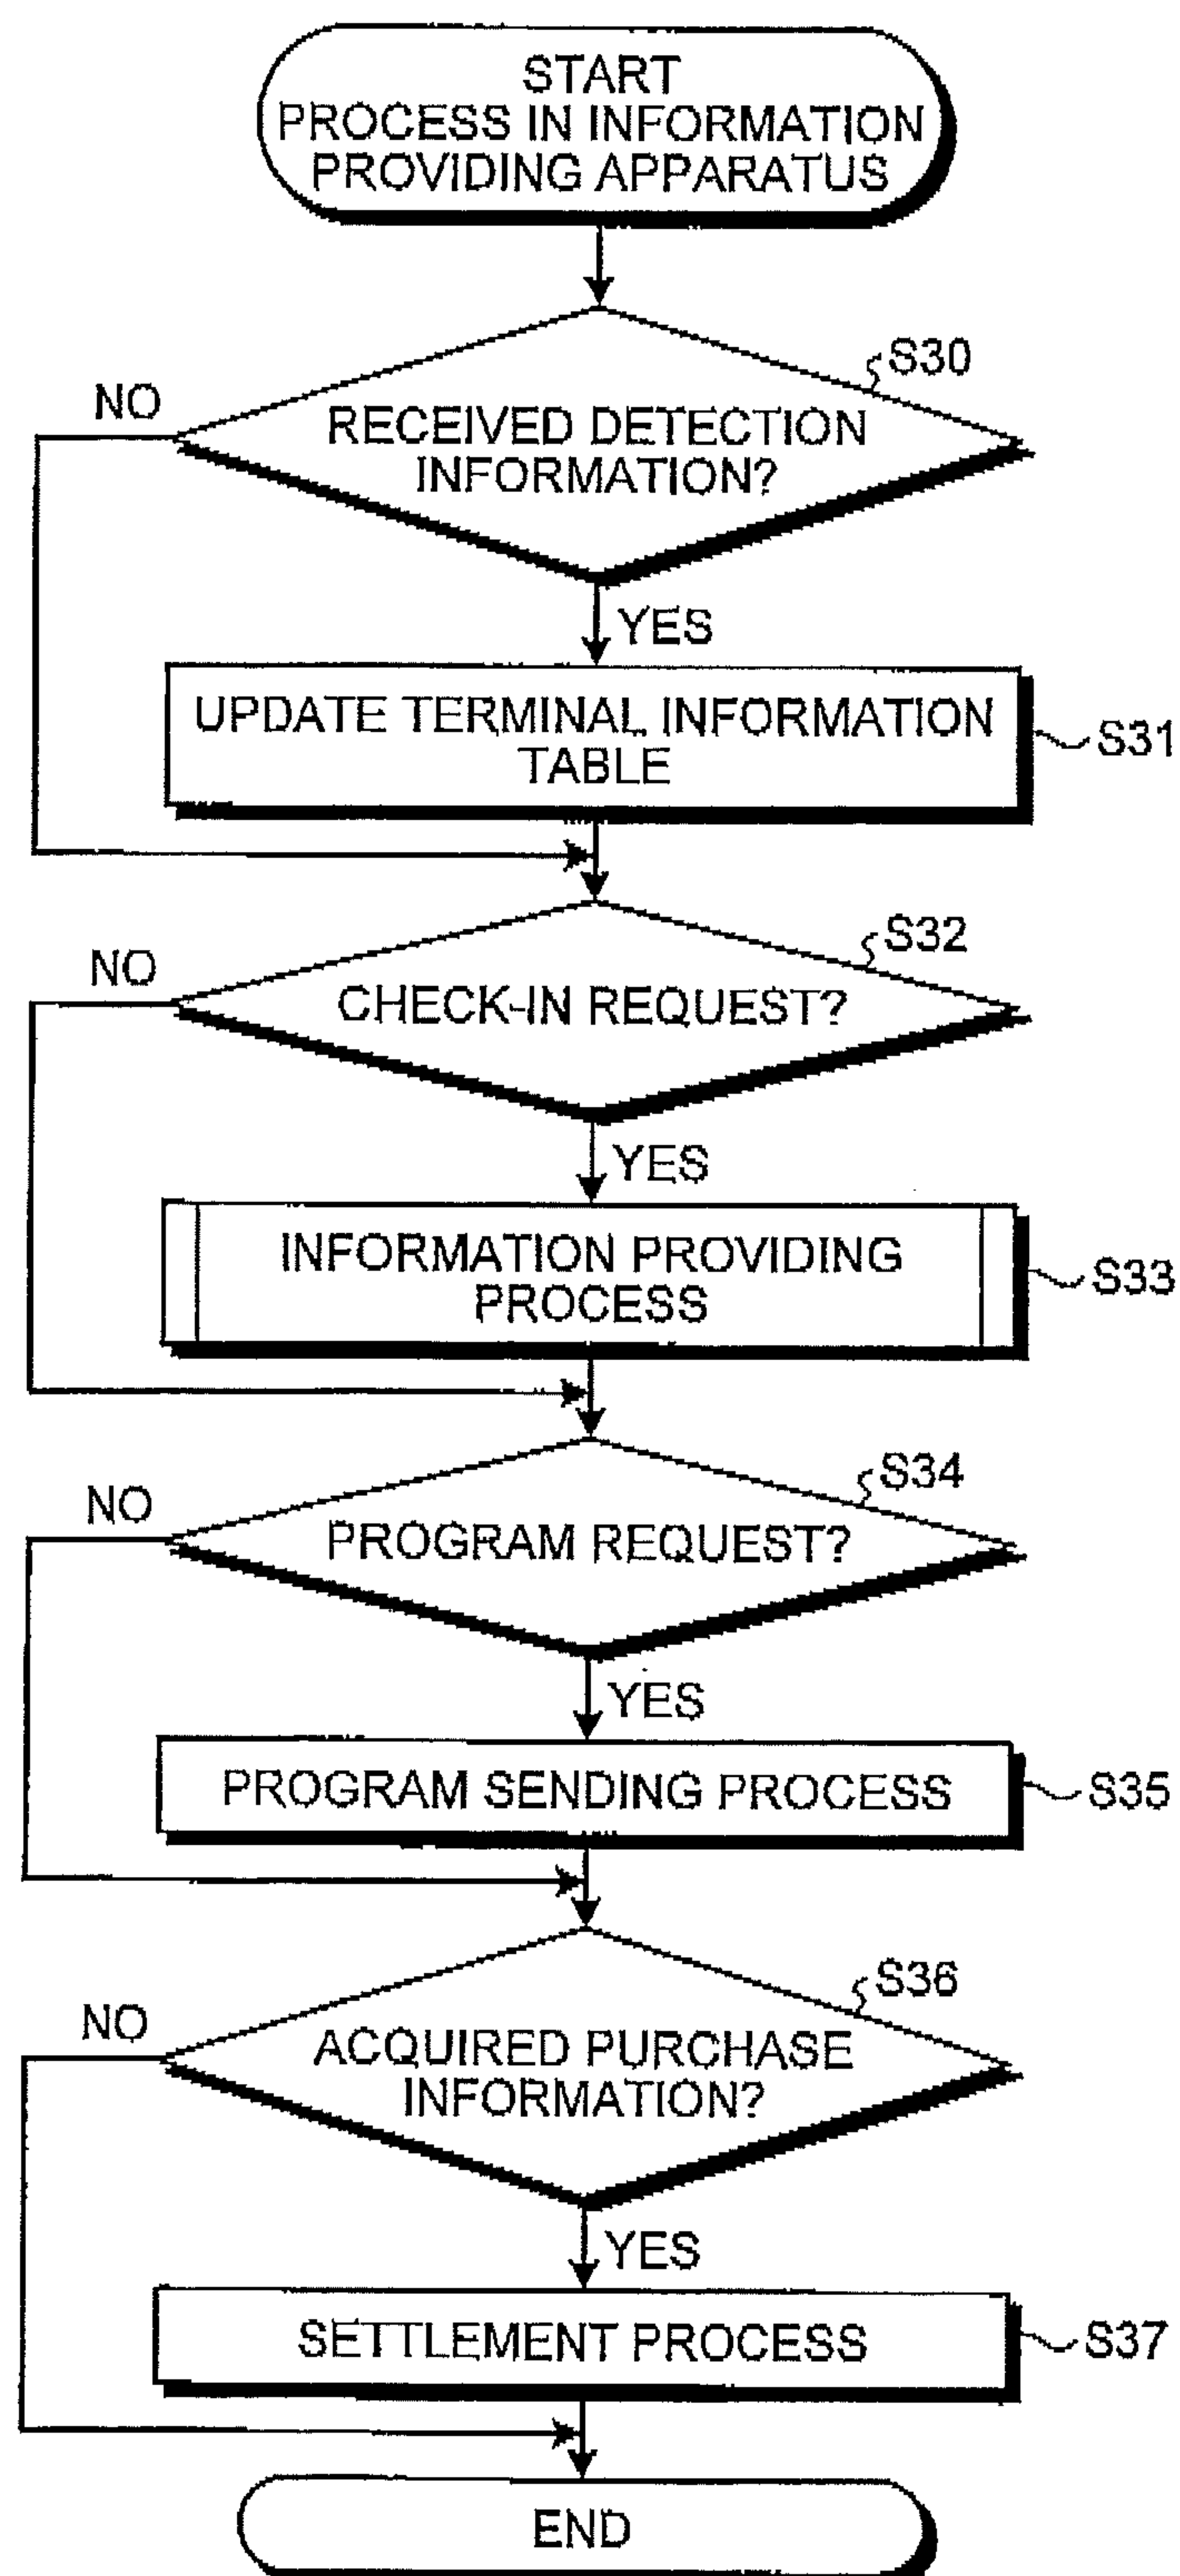 START
PROCESS IN INFORMATION
PROVIDING APPARATUS
S30
NO
RECEIVED DETECTION
INFORMATION?
YES
UPDATE TERMINAL INFORMATION
TABLE
S31
S32
NO
CHECK-IN REQUEST?
YES
INFORMATION PROVIDING
PROCESS
S33
S34
NO
PROGRAM REQUEST?
YES
PROGRAM SENDING PROCESS
S35
S36
NO
ACQUIRED PURCHASE
INFORMATION?
YES
SETTLEMENT PROCESS
S37
END